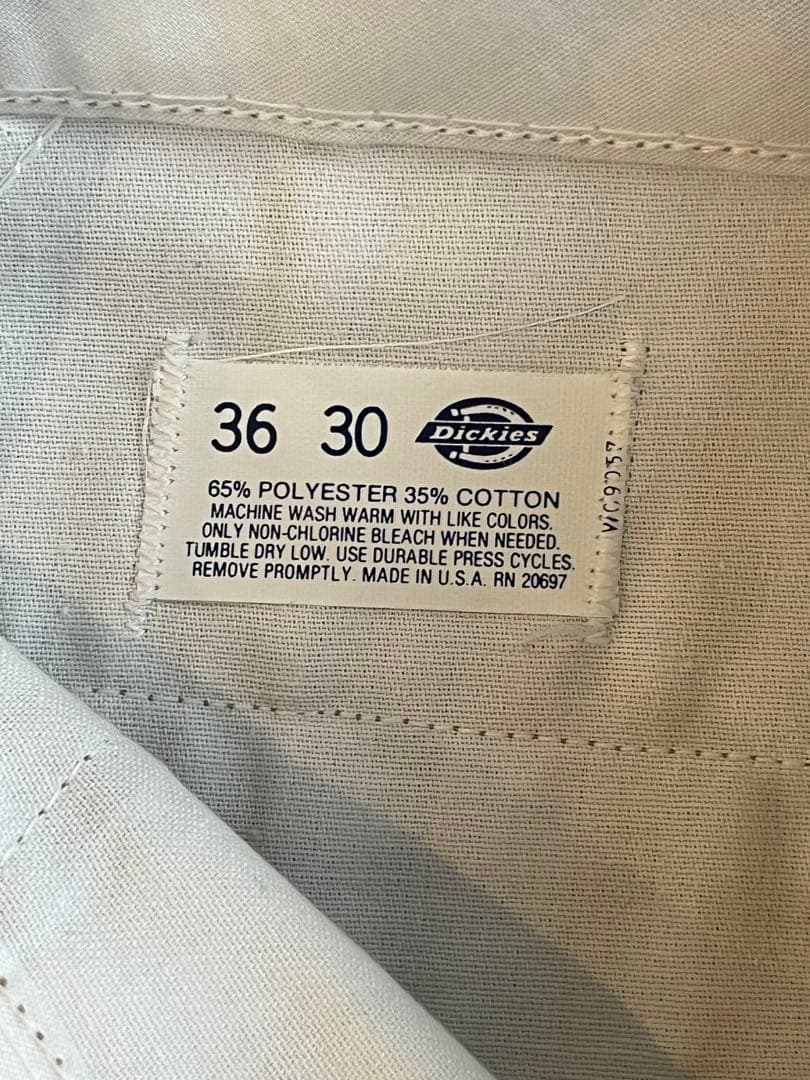 36 30 Dickies
65% POLYESTER 35% COTTON
MACHINE WASH WARM WITH LIKE COLORS.
ONLY NON-CHLORINE BLEACH WHEN NEEDED.
TUMBLE DRY LOW. USE DURABLE PRESS CYCLES.
REMOVE PROMPTLY. MADE IN U.S.A. RN 20697